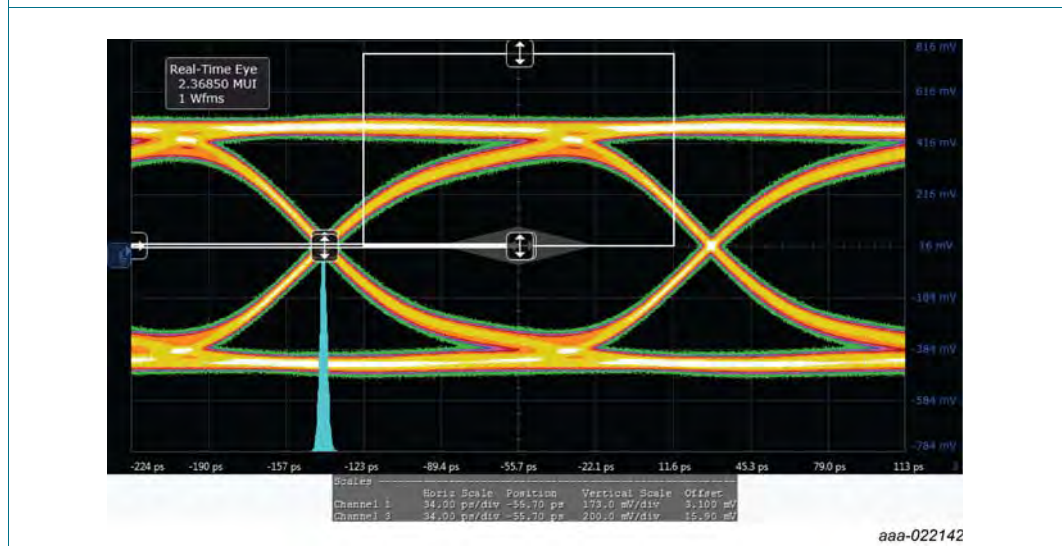 Real-Time Eye
2.36850 MUI
1 Wfms
816 mV
616 mV
416 mV
216 mV
16 mV
-184 mV
-384 mV
-584 mV
-784 mV
-224 ps -190 ps -157 ps -123 ps -89.4 ps -55.7 ps -22.1 ps 11.6 ps 45.3 ps 79.0 ps 113 ps
Scales
Horiz Scale Position Vertical Scale Offset
Channel 1 34.00 ps/div -55.70 ps 173.0 mV/div 3.100 mV
Channel 3 34.00 ps/div -55.70 ps 200.0 mV/div 15.90 mV
aaa-022142